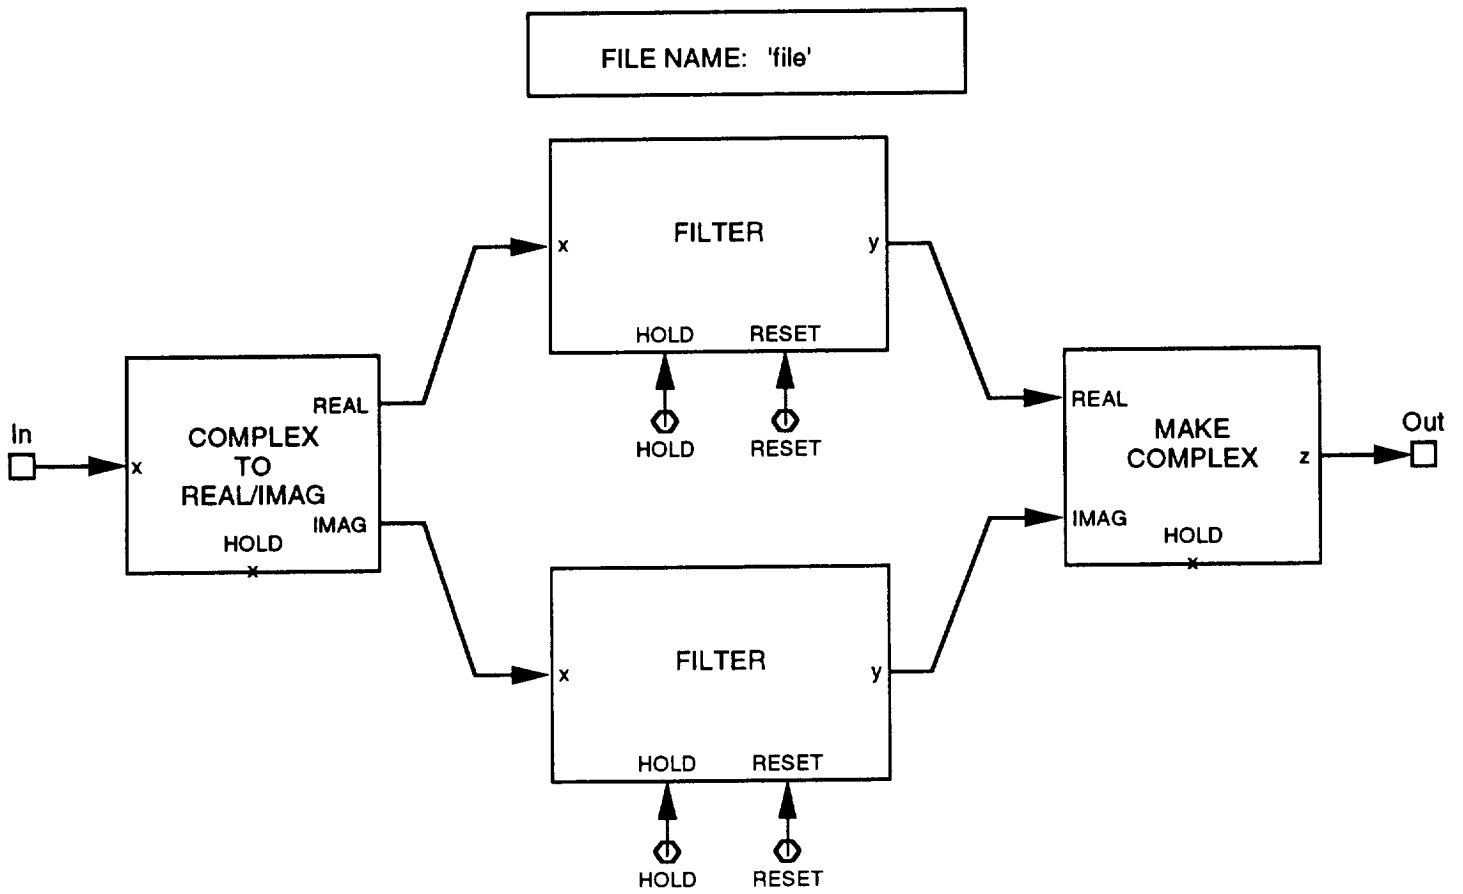 FILE NAME: 'file'
x
FILTER
y
HOLD RESET
HOLD RESET
In
x
COMPLEX
TO
REAL/IMAG
REAL
IMAG
HOLD
x
REAL
MAKE
COMPLEX
z
IMAG
HOLD
x
Out
x
FILTER
y
HOLD RESET
HOLD RESET